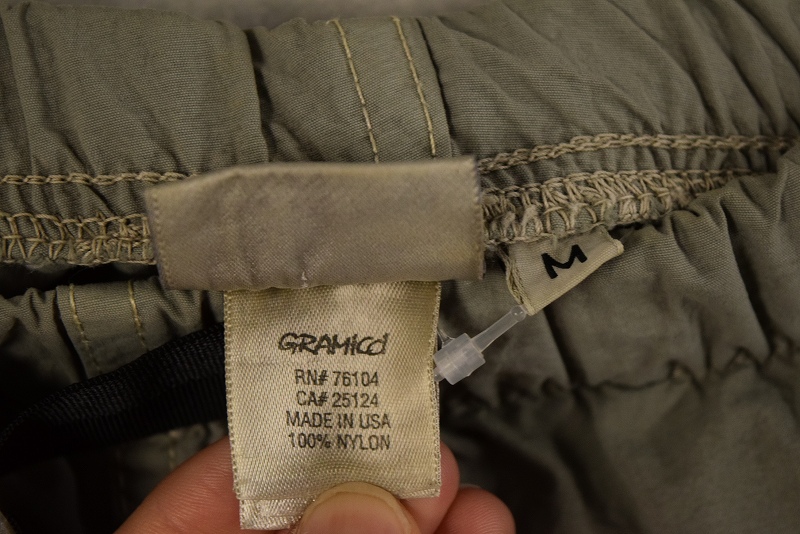 GRAMICCI
RN# 76104
CA# 25124
MADE IN USA
100% NYLON
M